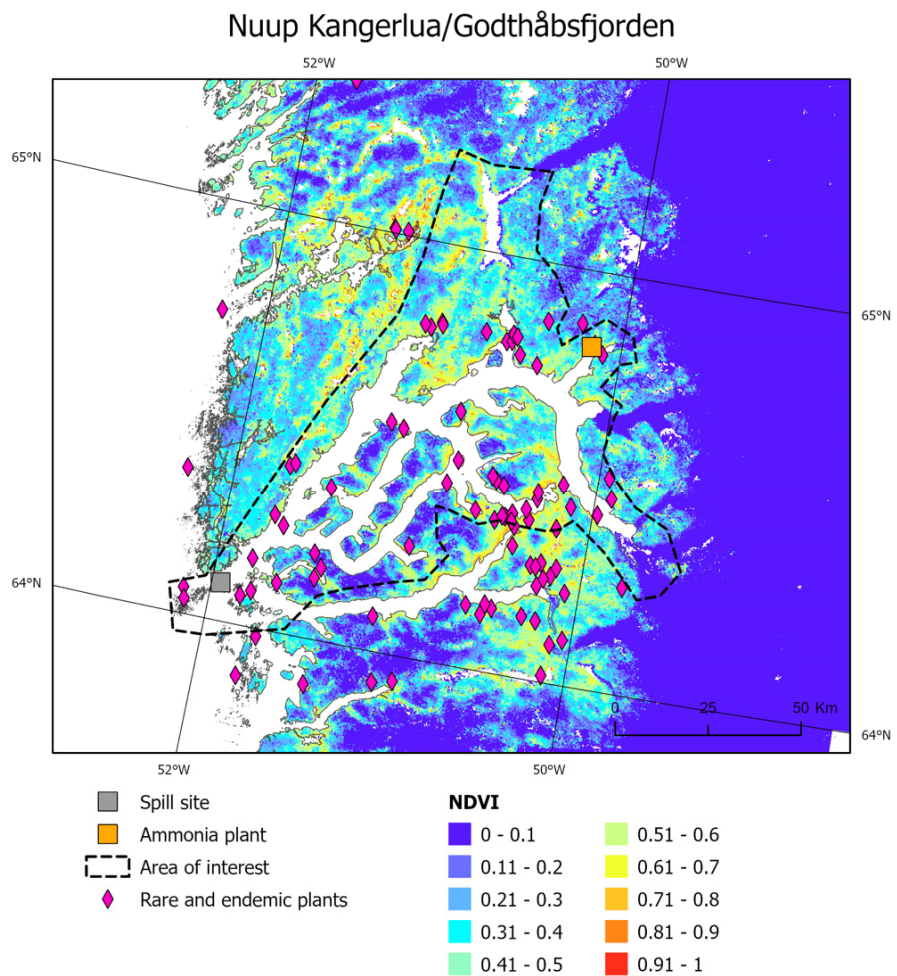 Nuup Kangerlua/Godthåbsfjorden
52°W
50°W
65°N
65°N
64°N
0 25 50 Km
64°N
52°W
50°W
Spill site
Ammonia plant
Area of interest
Rare and endemic plants
NDVI
0 - 0.1
0.11 - 0.2
0.21 - 0.3
0.31 - 0.4
0.41 - 0.5
0.51 - 0.6
0.61 - 0.7
0.71 - 0.8
0.81 - 0.9
0.91 - 1